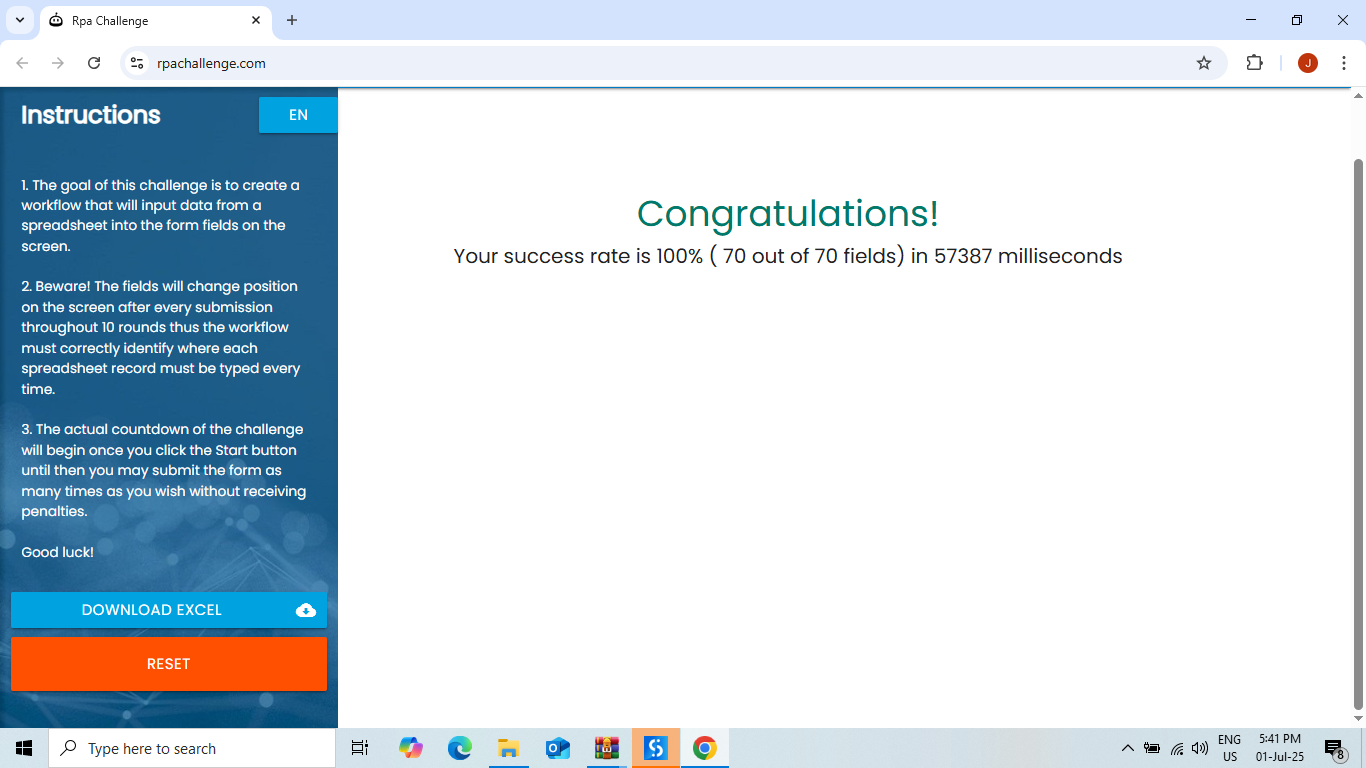 Rpa Challenge
rpachallenge.com
J
Instructions
EN
1. The goal of this challenge is to create a
workflow that will input data from a
spreadsheet into the form fields on the
screen.
2. Beware! The fields will change position
on the screen after every submission
throughout 10 rounds thus the workflow
must correctly identify where each
spreadsheet record must be typed every
time.
3. The actual countdown of the challenge
will begin once you click the Start button
until then you may submit the form as
many times as you wish without receiving
penalties.
Good luck!
DOWNLOAD EXCEL
RESET
Congratulations!
Your success rate is 100% ( 70 out of 70 fields) in 57387 milliseconds
Type here to search
ENG
US
5:41 PM
01-Jul-25
8